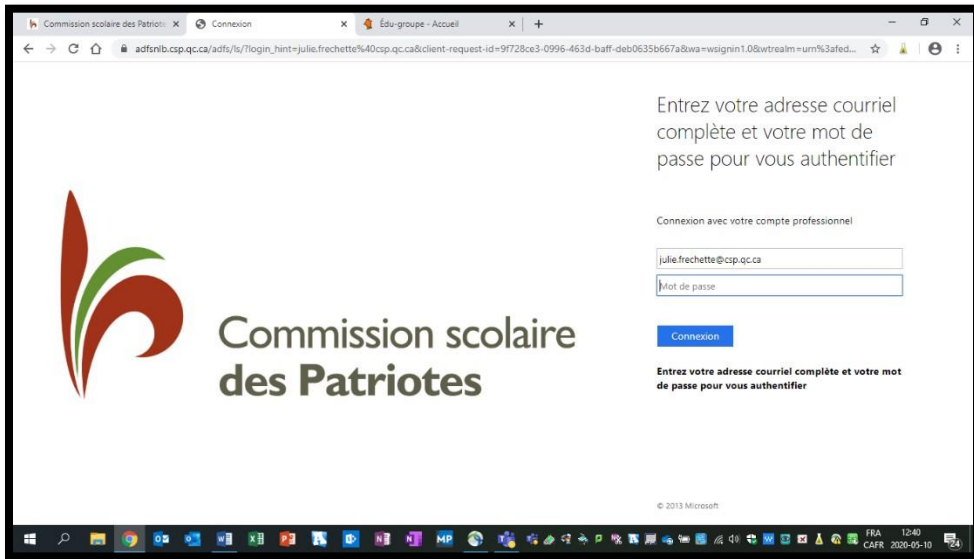 Commission scolaire des Patriote
Connexion
Édu-groupe - Accueil
adfsnlb.csp.qc.ca/adfs/ls/?login_hint=julie.frechette%40csp.qc.ca&client-request-id=9f728ce3-0996-463d-baff-deb0635b667a&wa=wsignin1.0&wtrealm=urn%3afed...
Entrez votre adresse courriel
complète et votre mot de
passe pour vous authentifier
Connexion avec votre compte professionnel
julie.frechette@csp.qc.ca
Mot de passe
Connexion
Entrez votre adresse courriel complète et votre mot
de passe pour vous authentifier
Commission scolaire
des Patriotes
© 2013 Microsoft
MP
FRA
CAFR
12:40
2020-05-10
24